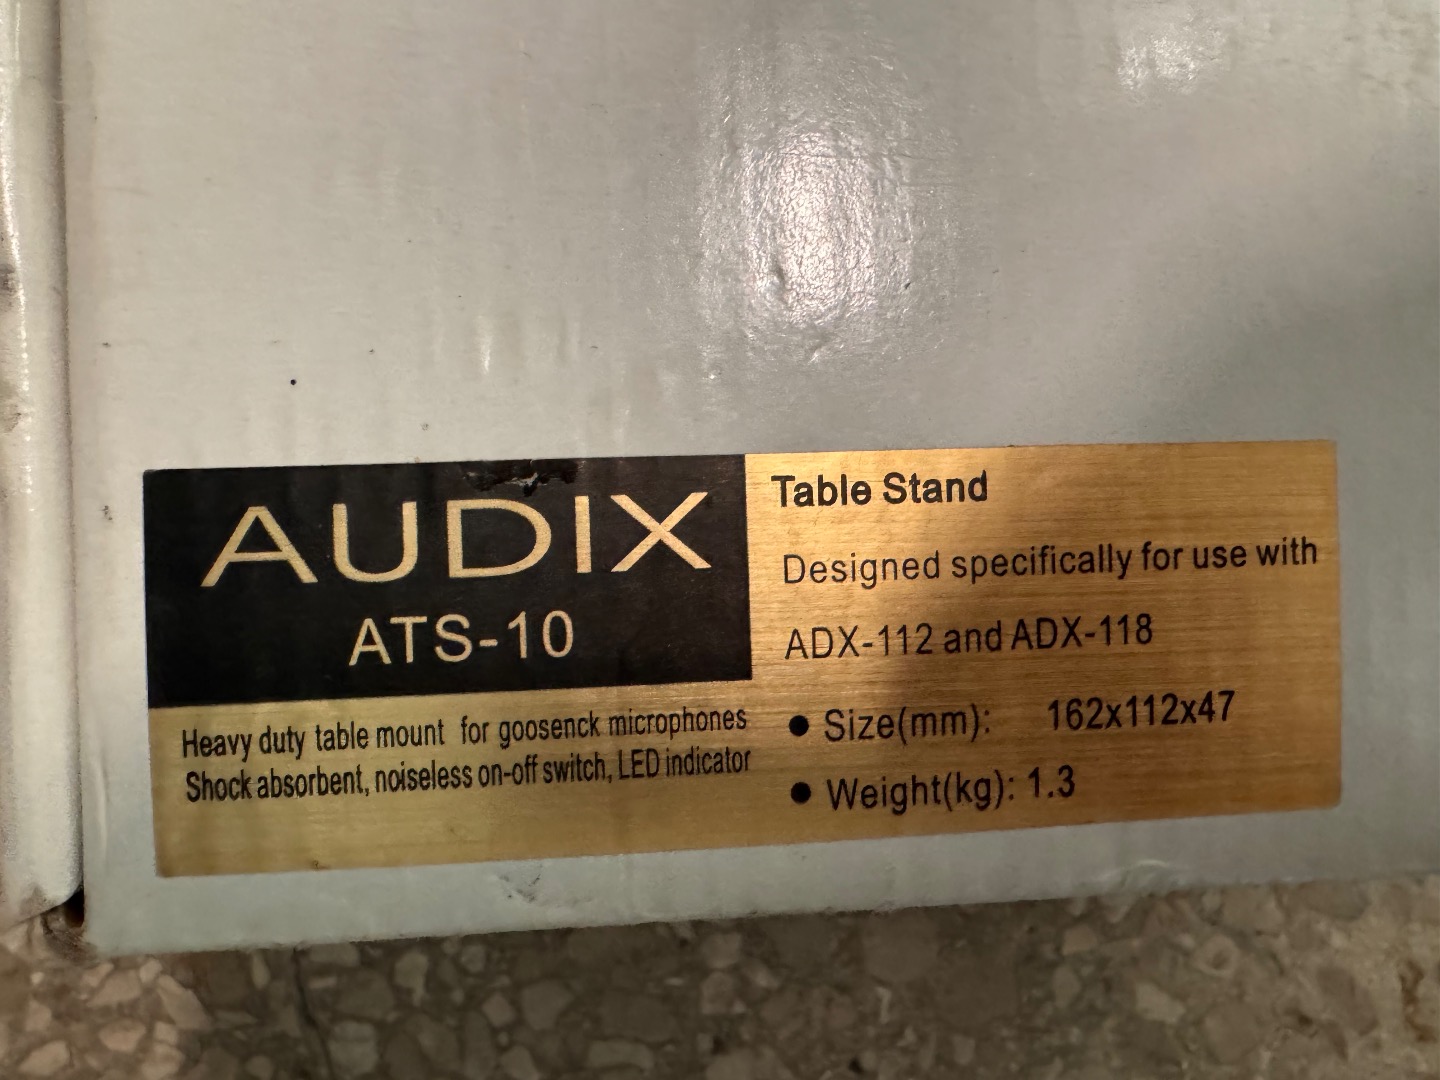 AUDIX
ATS-10
Heavy duty table mount for goosenck microphones
Shock absorbent, noiseless on-off switch, LED indicator
Table Stand
Designed specifically for use with
ADX-112 and ADX-118
● Size(mm): 162x112x47
● Weight(kg): 1.3